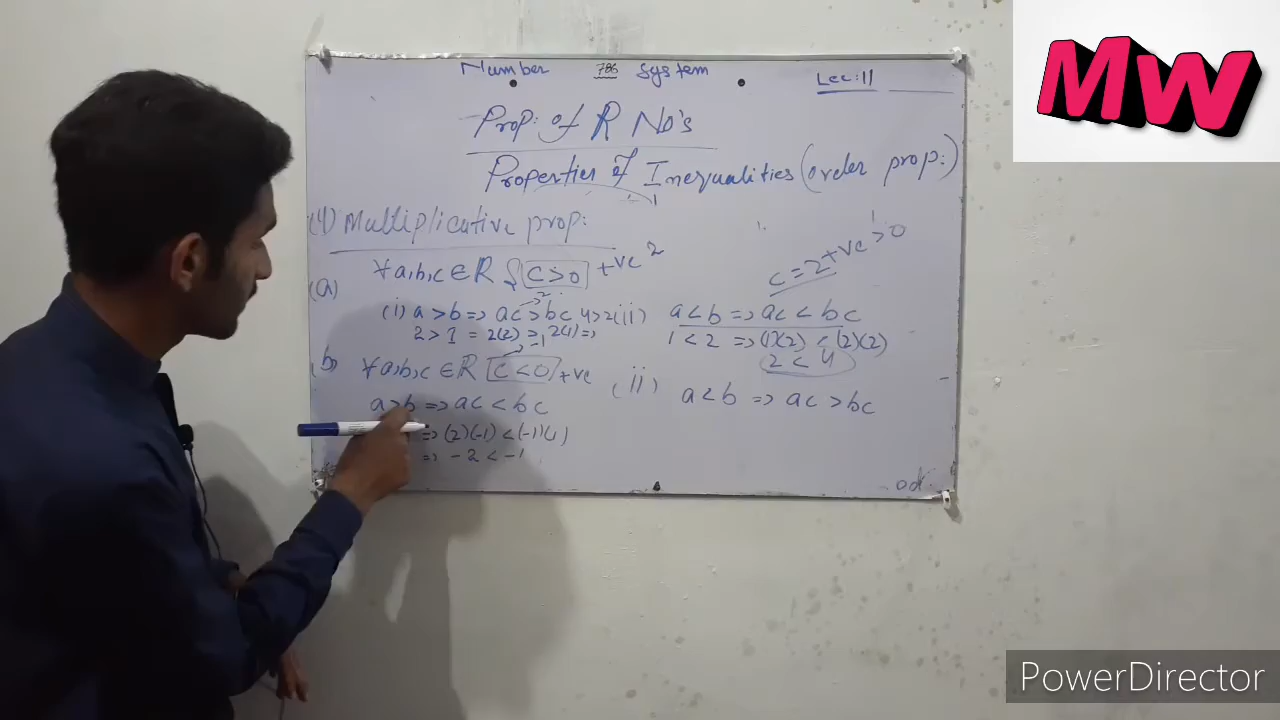 Number 786 System
Lec:11
Prop: of R No's
Properties of Inequalities (order prop:)
(4) Multiplicative prop:
(a) ∀ a,b,c ∈ R & c>0 +ve 2
c = 2 +ve > 0
(i) a > b => ac > bc 4>2
(ii) a < b => ac < bc
2 > 1 = 2(2) > 2(1) =>
1 < 2 => (1)(2) < (2)(2)
2 < 4
-1
(b) ∀ a,b,c ∈ R c < 0 +ve
(ii) a < b => ac > bc
a > b => ac < bc
=> (2)(-1) < (-1)(1)
=> -2 < -1
MW
PowerDirector